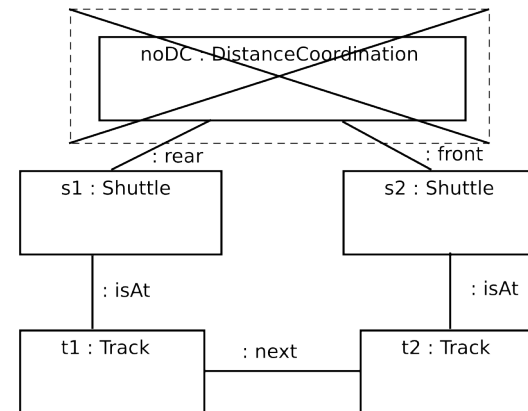 noDC : DistanceCoordination
: rear
: front
s1 : Shuttle
s2 : Shuttle
: isAt
: isAt
t1 : Track
: next
t2 : Track